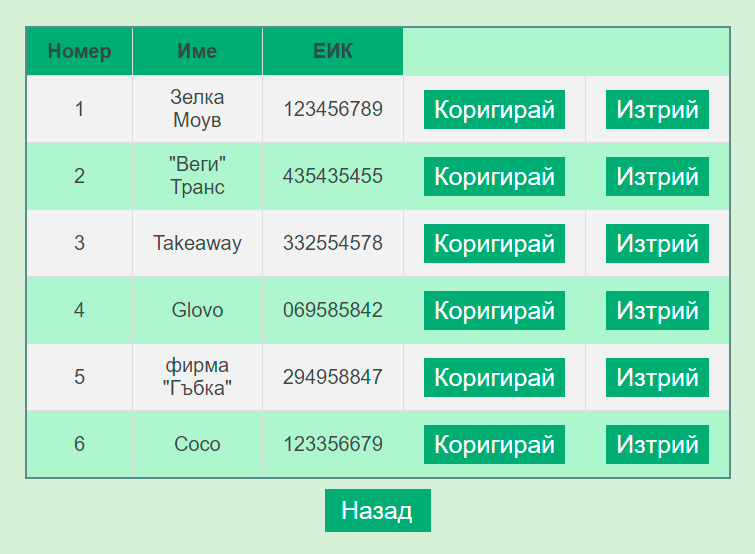 Номер Име ЕИК
1 Зелка Моув 123456789 Коригирай Изтрий
2 "Веги" Транс 435435455 Коригирай Изтрий
3 Takeaway 332554578 Коригирай Изтрий
4 Glovo 069585842 Коригирай Изтрий
5 фирма "Гъбка" 294958847 Коригирай Изтрий
6 Coco 123356679 Коригирай Изтрий
Назад